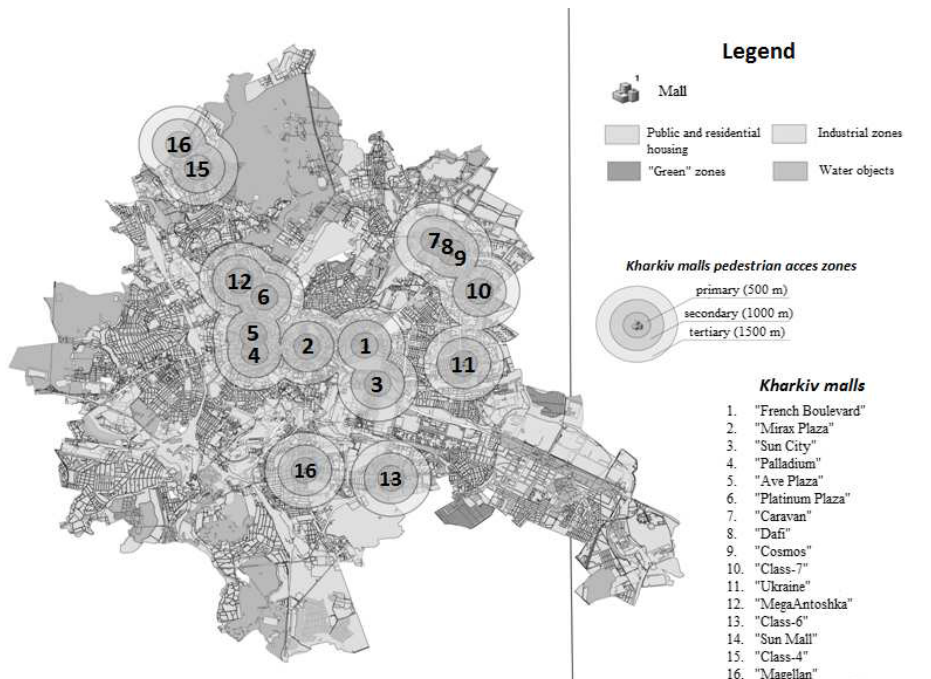 16
15
7
8
9
12
6
10
5
4
2
1
11
3
16
13
Legend
1
Mall
Public and residential
housing
Industrial zones
"Green" zones
Water objects
Kharkiv malls pedestrian acces zones
primary (500 m)
secondary (1000 m)
tertiary (1500 m)
Kharkiv malls
1. "French Boulevard"
2. "Mirax Plaza"
3. "Sun City"
4. "Palladium"
5. "Ave Plaza"
6. "Platinum Plaza"
7. "Caravan"
8. "Dafi"
9. "Cosmos"
10. "Class-7"
11. "Ukraine"
12. "MegaAntoshka"
13. "Class-6"
14. "Sun Mall"
15. "Class-4"
16. "Magellan"